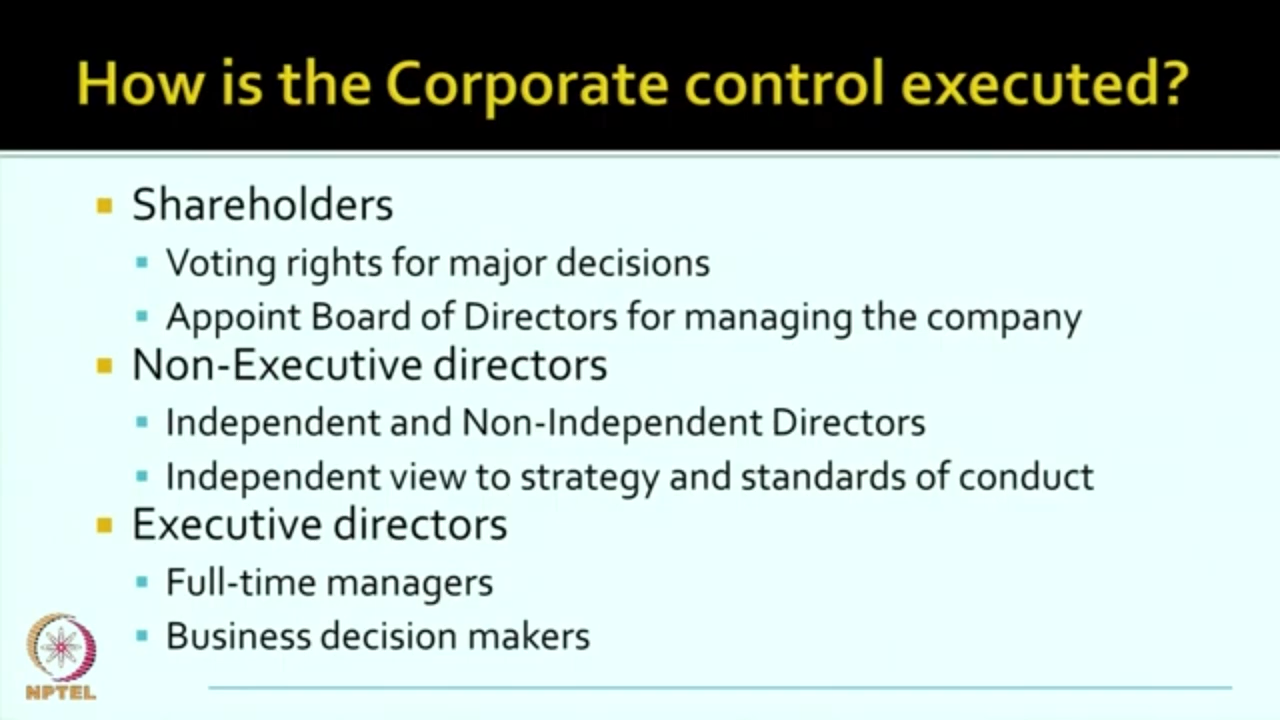 How is the Corporate control executed?
Shareholders
Voting rights for major decisions
Appoint Board of Directors for managing the company
Non-Executive directors
Independent and Non-Independent Directors
Independent view to strategy and standards of conduct
Executive directors
Full-time managers
Business decision makers
NPTEL